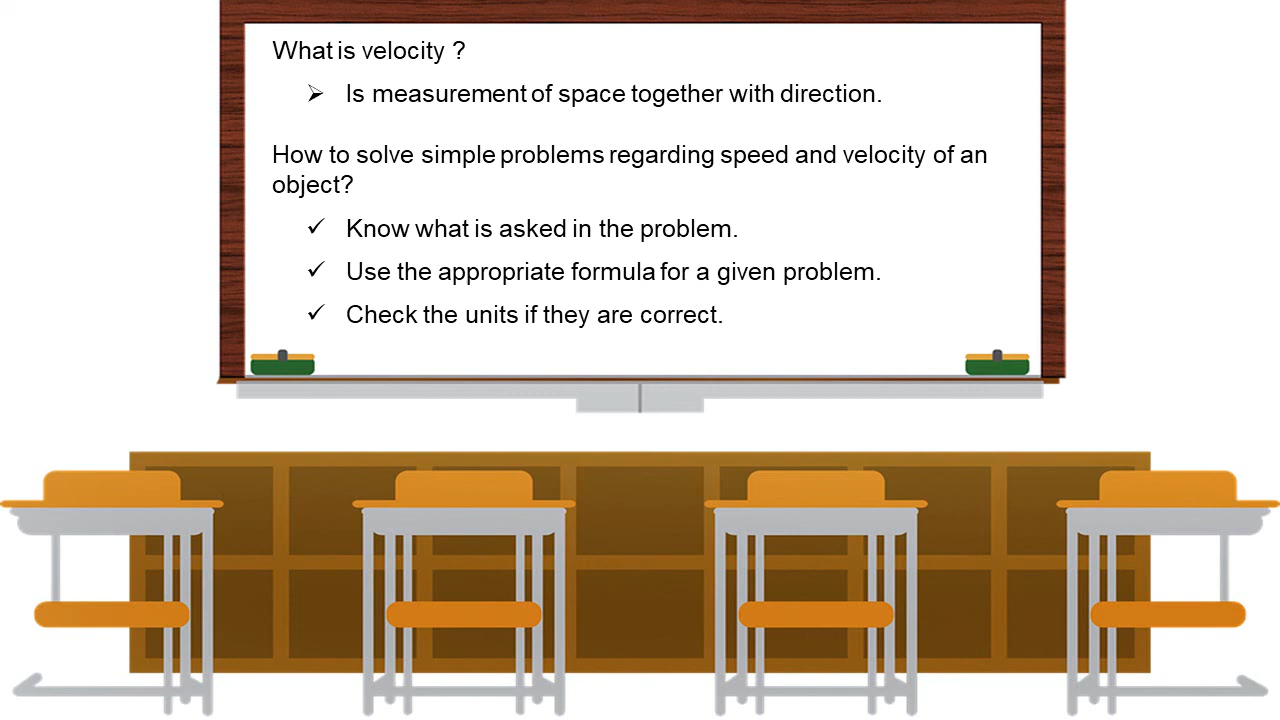 What is velocity ?
➢ Is measurement of space together with direction.
How to solve simple problems regarding speed and velocity of an
object?
✓ Know what is asked in the problem.
✓ Use the appropriate formula for a given problem.
✓ Check the units if they are correct.